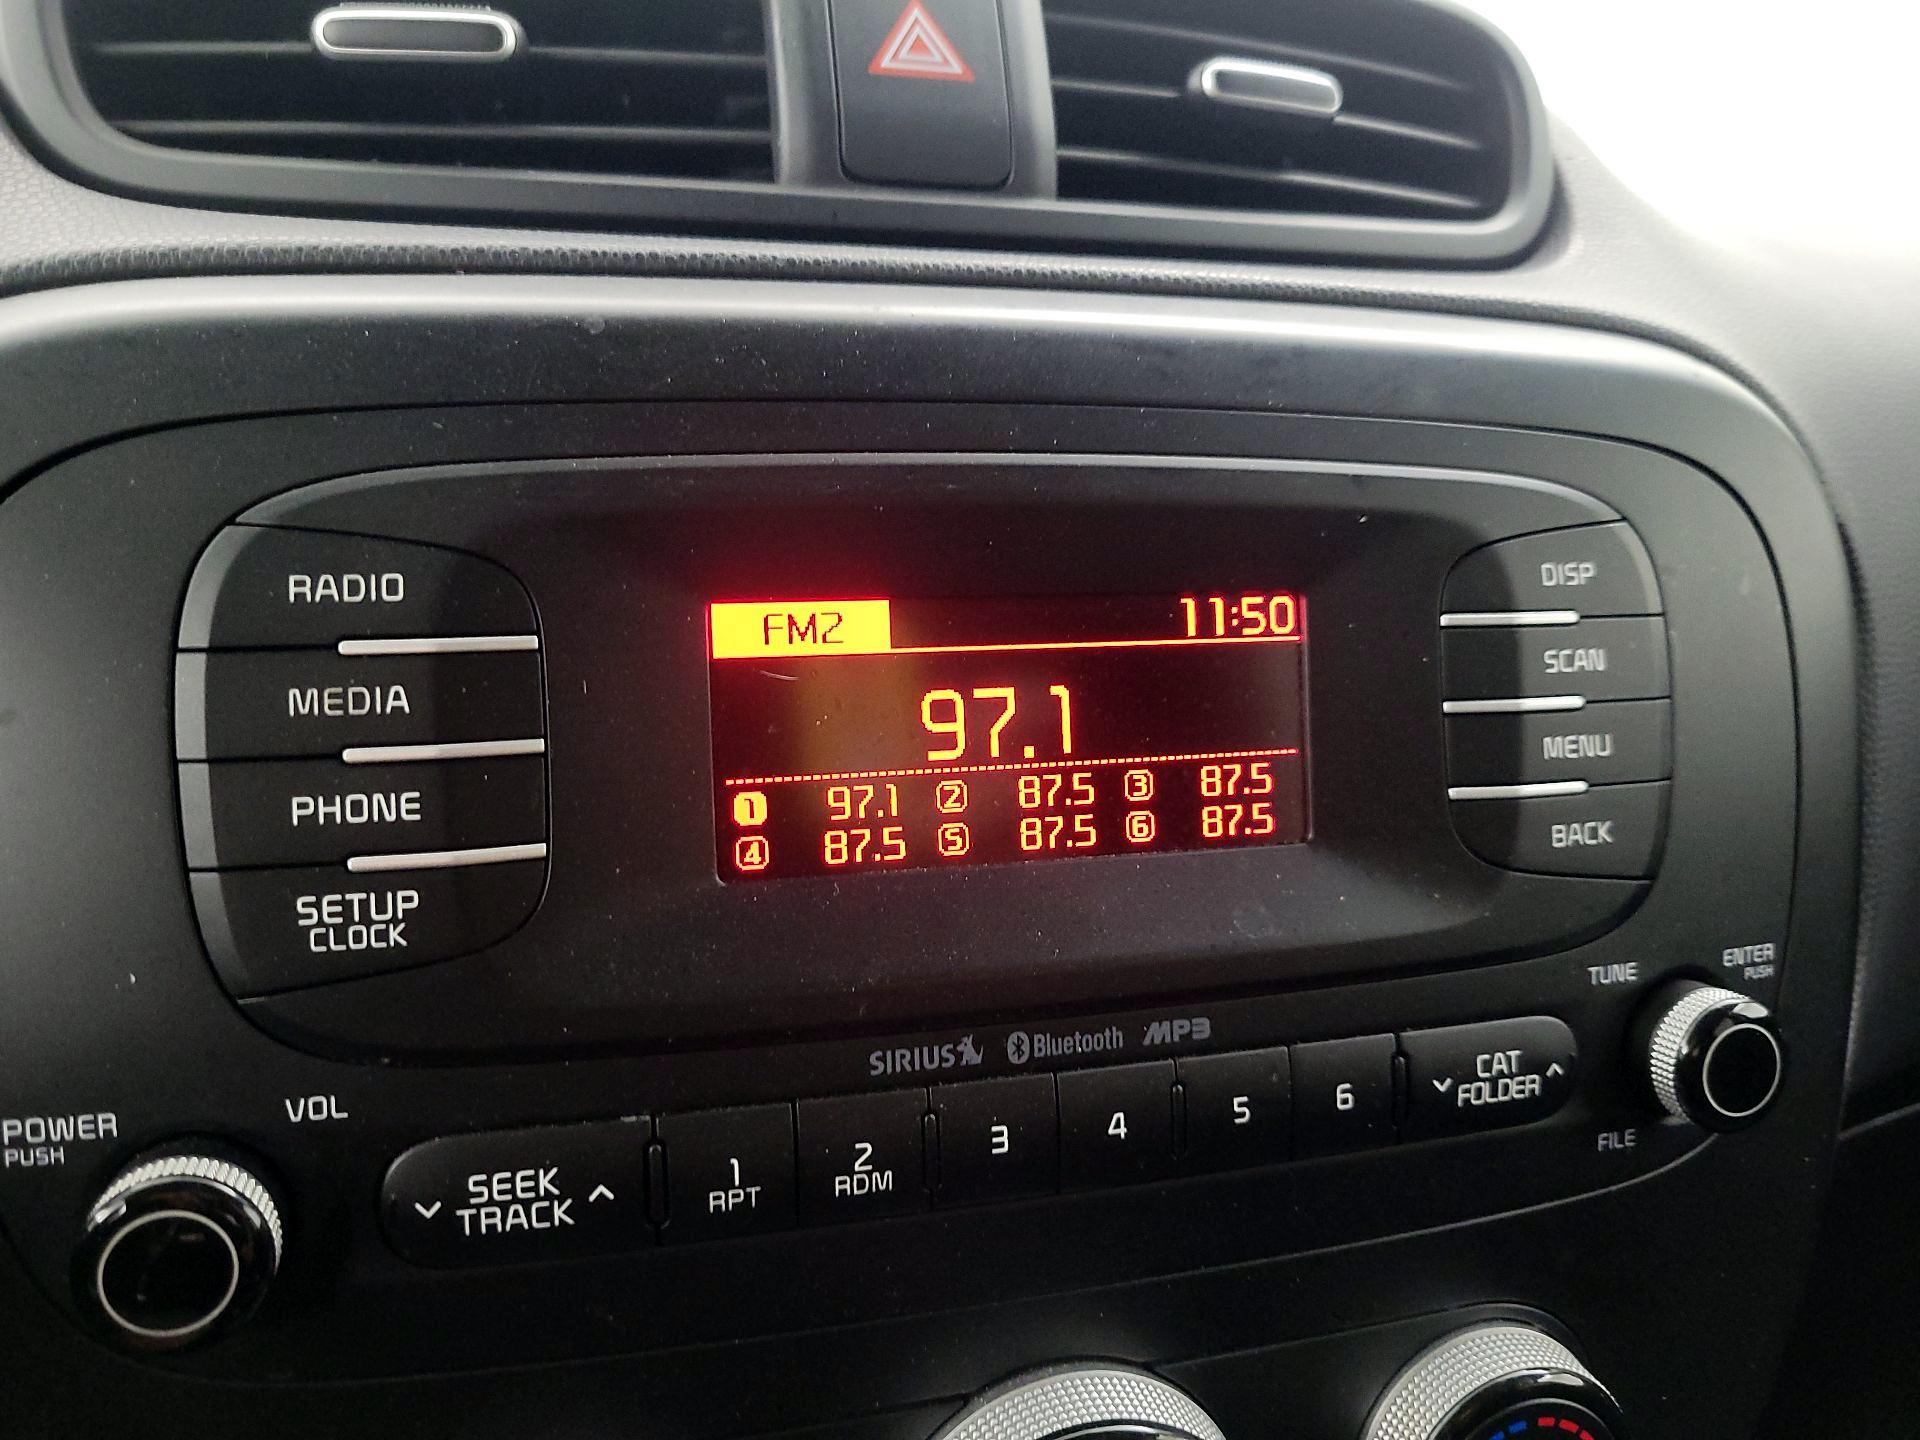 RADIO
MEDIA
PHONE
SETUP
CLOCK
FM2 11:50
97.1
1 97.1 2 87.5 3 87.5
4 87.5 5 87.5 6 87.5
DISP
SCAN
MENU
BACK
TUNE
ENTER
PUSH
FILE
SIRIUS Bluetooth MP3
POWER
PUSH
VOL
SEEK
TRACK
1
RPT
2
RDM
3
4
5
6
CAT
FOLDER